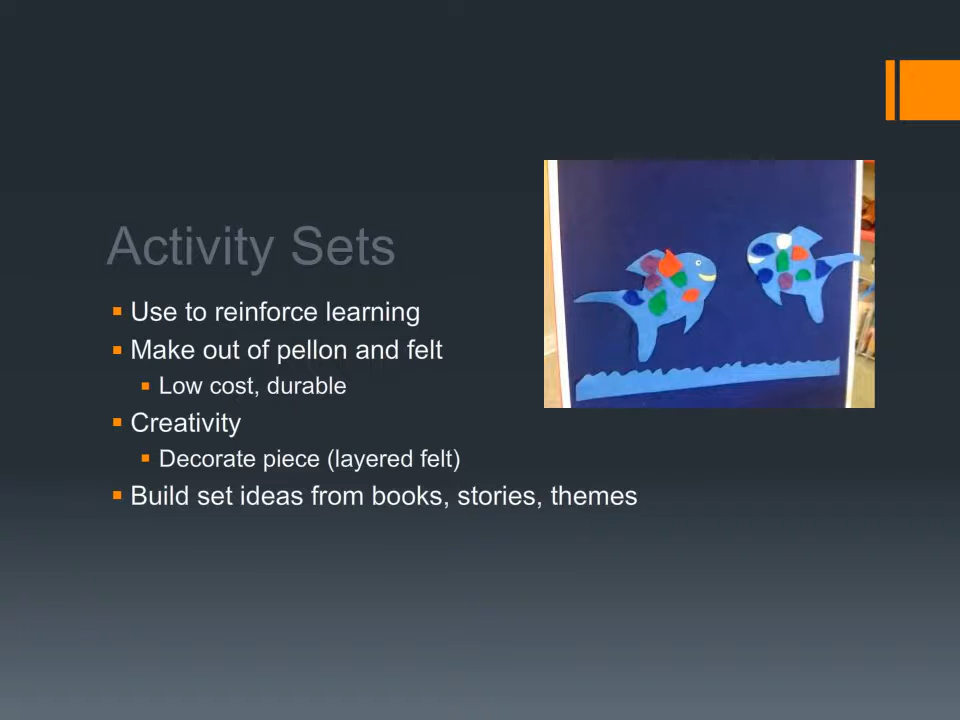 Activity Sets
Use to reinforce learning
Make out of pellon and felt
Low cost, durable
Creativity
Decorate piece (layered felt)
Build set ideas from books, stories, themes